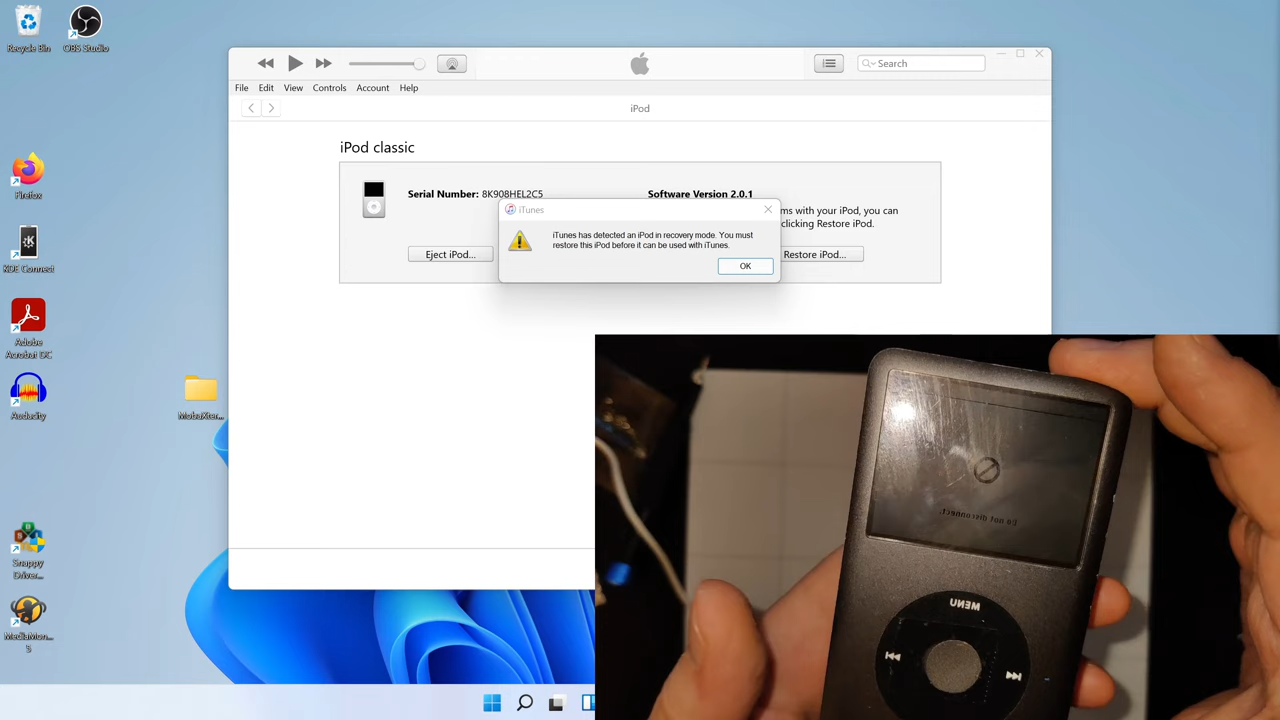 Recycle Bin
OBS Studio
Search
File Edit View Controls Account Help
iPod
iPod classic
Serial Number: 8K908HEL2C5
Software Version 2.0.1
ms with your iPod, you can
clicking Restore iPod.
Eject iPod...
Restore iPod...
iTunes
iTunes has detected an iPod in recovery mode. You must
restore this iPod before it can be used with iTunes.
OK
Firefox
KDE Connect
Adobe
Acrobat DC
Audacity
MobaXter...
Snappy
Driver...
MediaMon...
5
Do not disconnect.
MENU